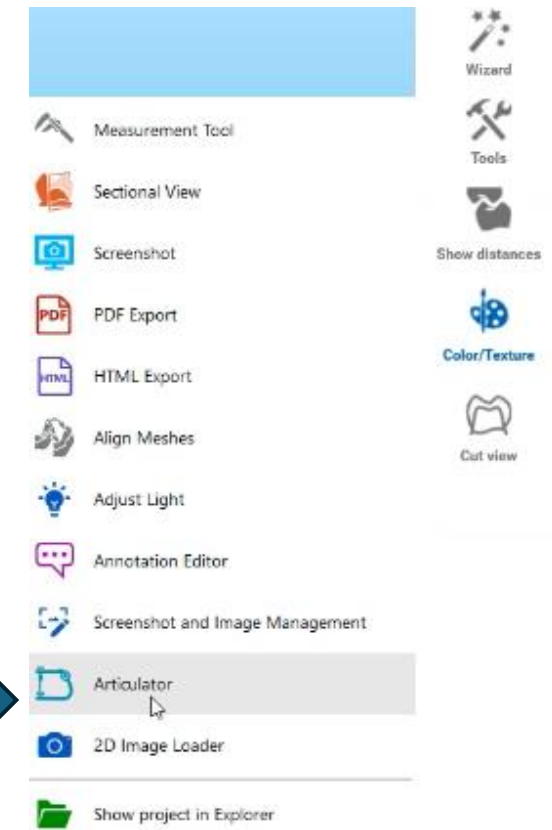 Measurement Tool
Sectional View
Screenshot
PDF
PDF Export
HTML
HTML Export
Align Meshes
Adjust Light
Annotation Editor
Screenshot and Image Management
Articulator
2D Image Loader
Show project in Explorer
Wizard
Tools
Show distances
Color/Texture
Cut view